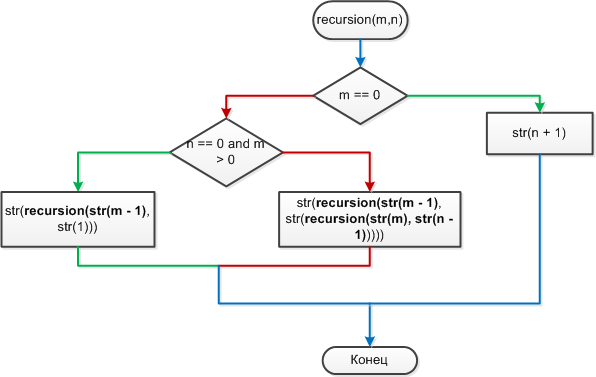 recursion(m,n)
m == 0
n == 0 and m
> 0
str(n + 1)
str(recursion(str(m - 1),
str(1)))
str(recursion(str(m - 1),
str(recursion(str(m), str(n -
1)))))
Конец